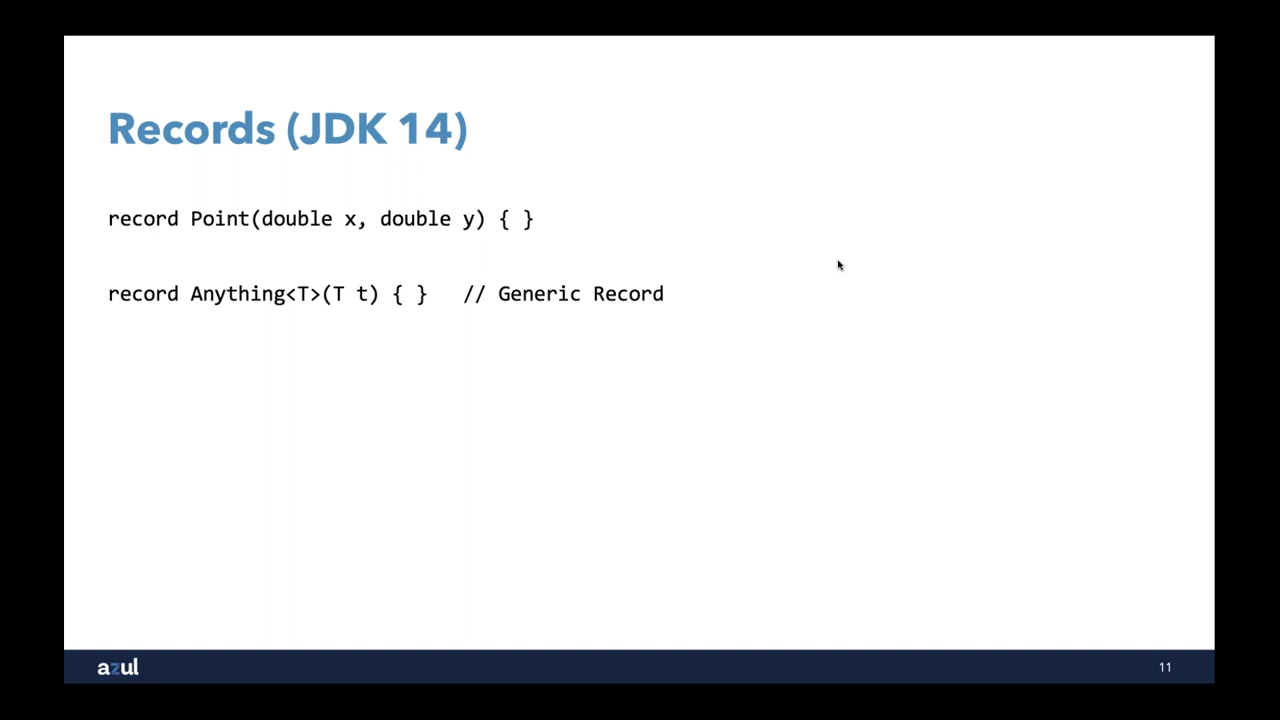 Records (JDK 14)
record Point(double x, double y) { }
record Anything<T>(T t) { }   // Generic Record
azul
11